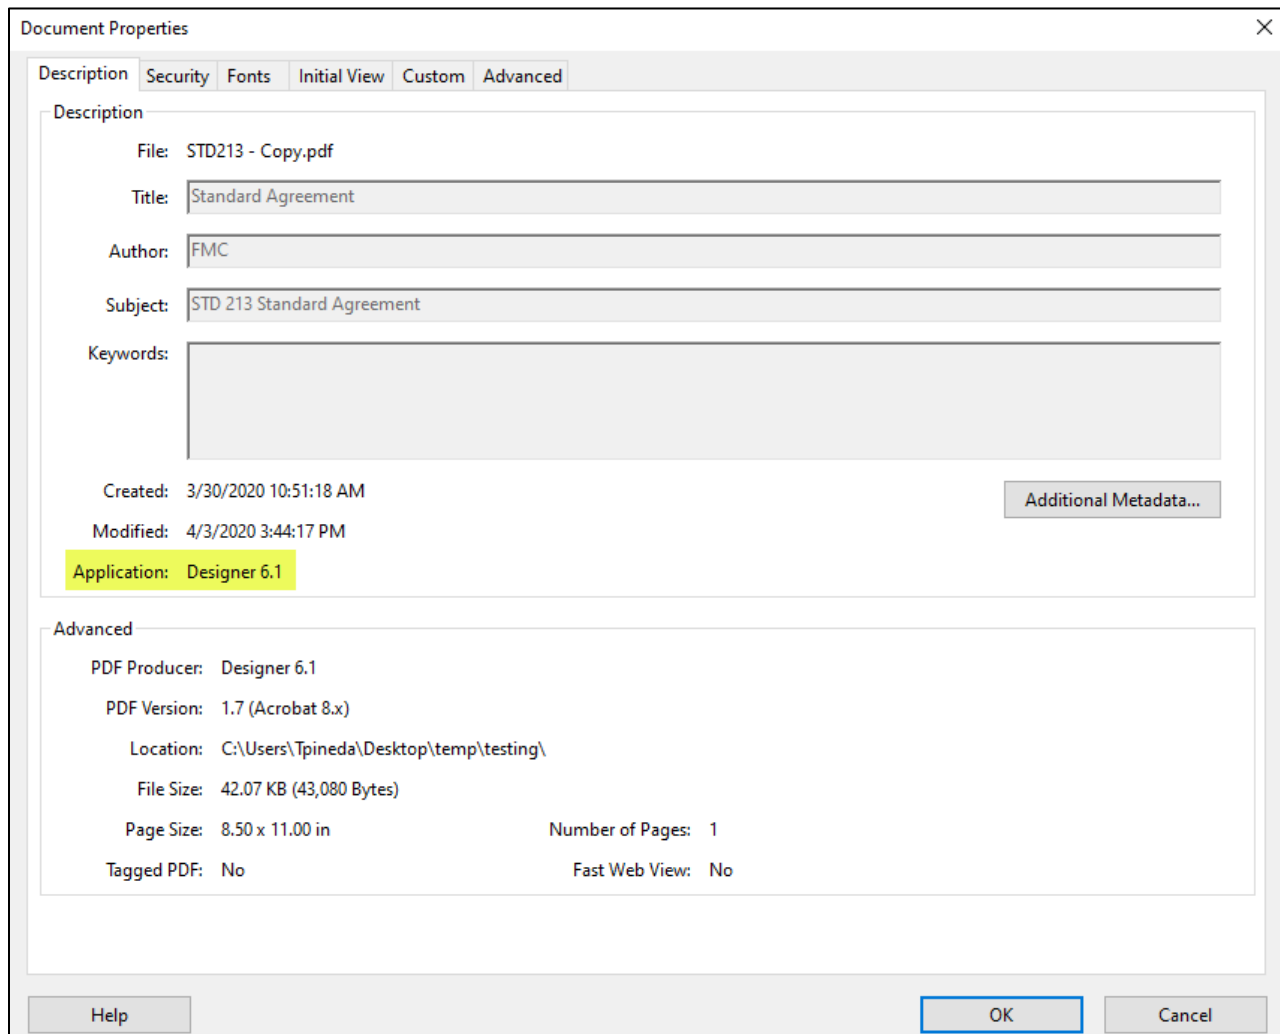 Document Properties
Description Security Fonts Initial View Custom Advanced
Description
File: STD213 - Copy.pdf
Title: Standard Agreement
Author: FMC
Subject: STD 213 Standard Agreement
Keywords:
Created: 3/30/2020 10:51:18 AM
Additional Metadata...
Modified: 4/3/2020 3:44:17 PM
Application: Designer 6.1
Advanced
PDF Producer: Designer 6.1
PDF Version: 1.7 (Acrobat 8.x)
Location: C:\Users\Tpineda\Desktop\temp\testing\
File Size: 42.07 KB (43,080 Bytes)
Page Size: 8.50 x 11.00 in Number of Pages: 1
Tagged PDF: No Fast Web View: No
Help OK Cancel